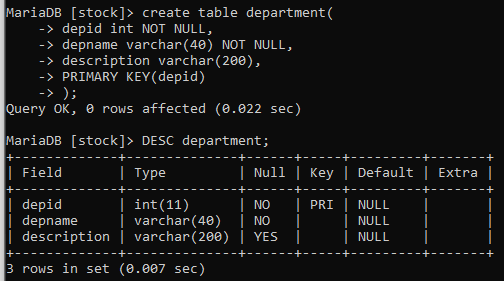 MariaDB [stock]> create table department(
    -> depid int NOT NULL,
    -> depname varchar(40) NOT NULL,
    -> description varchar(200),
    -> PRIMARY KEY(depid)
    -> );
Query OK, 0 rows affected (0.022 sec)

MariaDB [stock]> DESC department;
+-------------+--------------+------+-----+---------+-------+
| Field       | Type         | Null | Key | Default | Extra |
+-------------+--------------+------+-----+---------+-------+
| depid       | int(11)      | NO   | PRI | NULL    |       |
| depname     | varchar(40)  | NO   |     | NULL    |       |
| description | varchar(200) | YES  |     | NULL    |       |
+-------------+--------------+------+-----+---------+-------+
3 rows in set (0.007 sec)